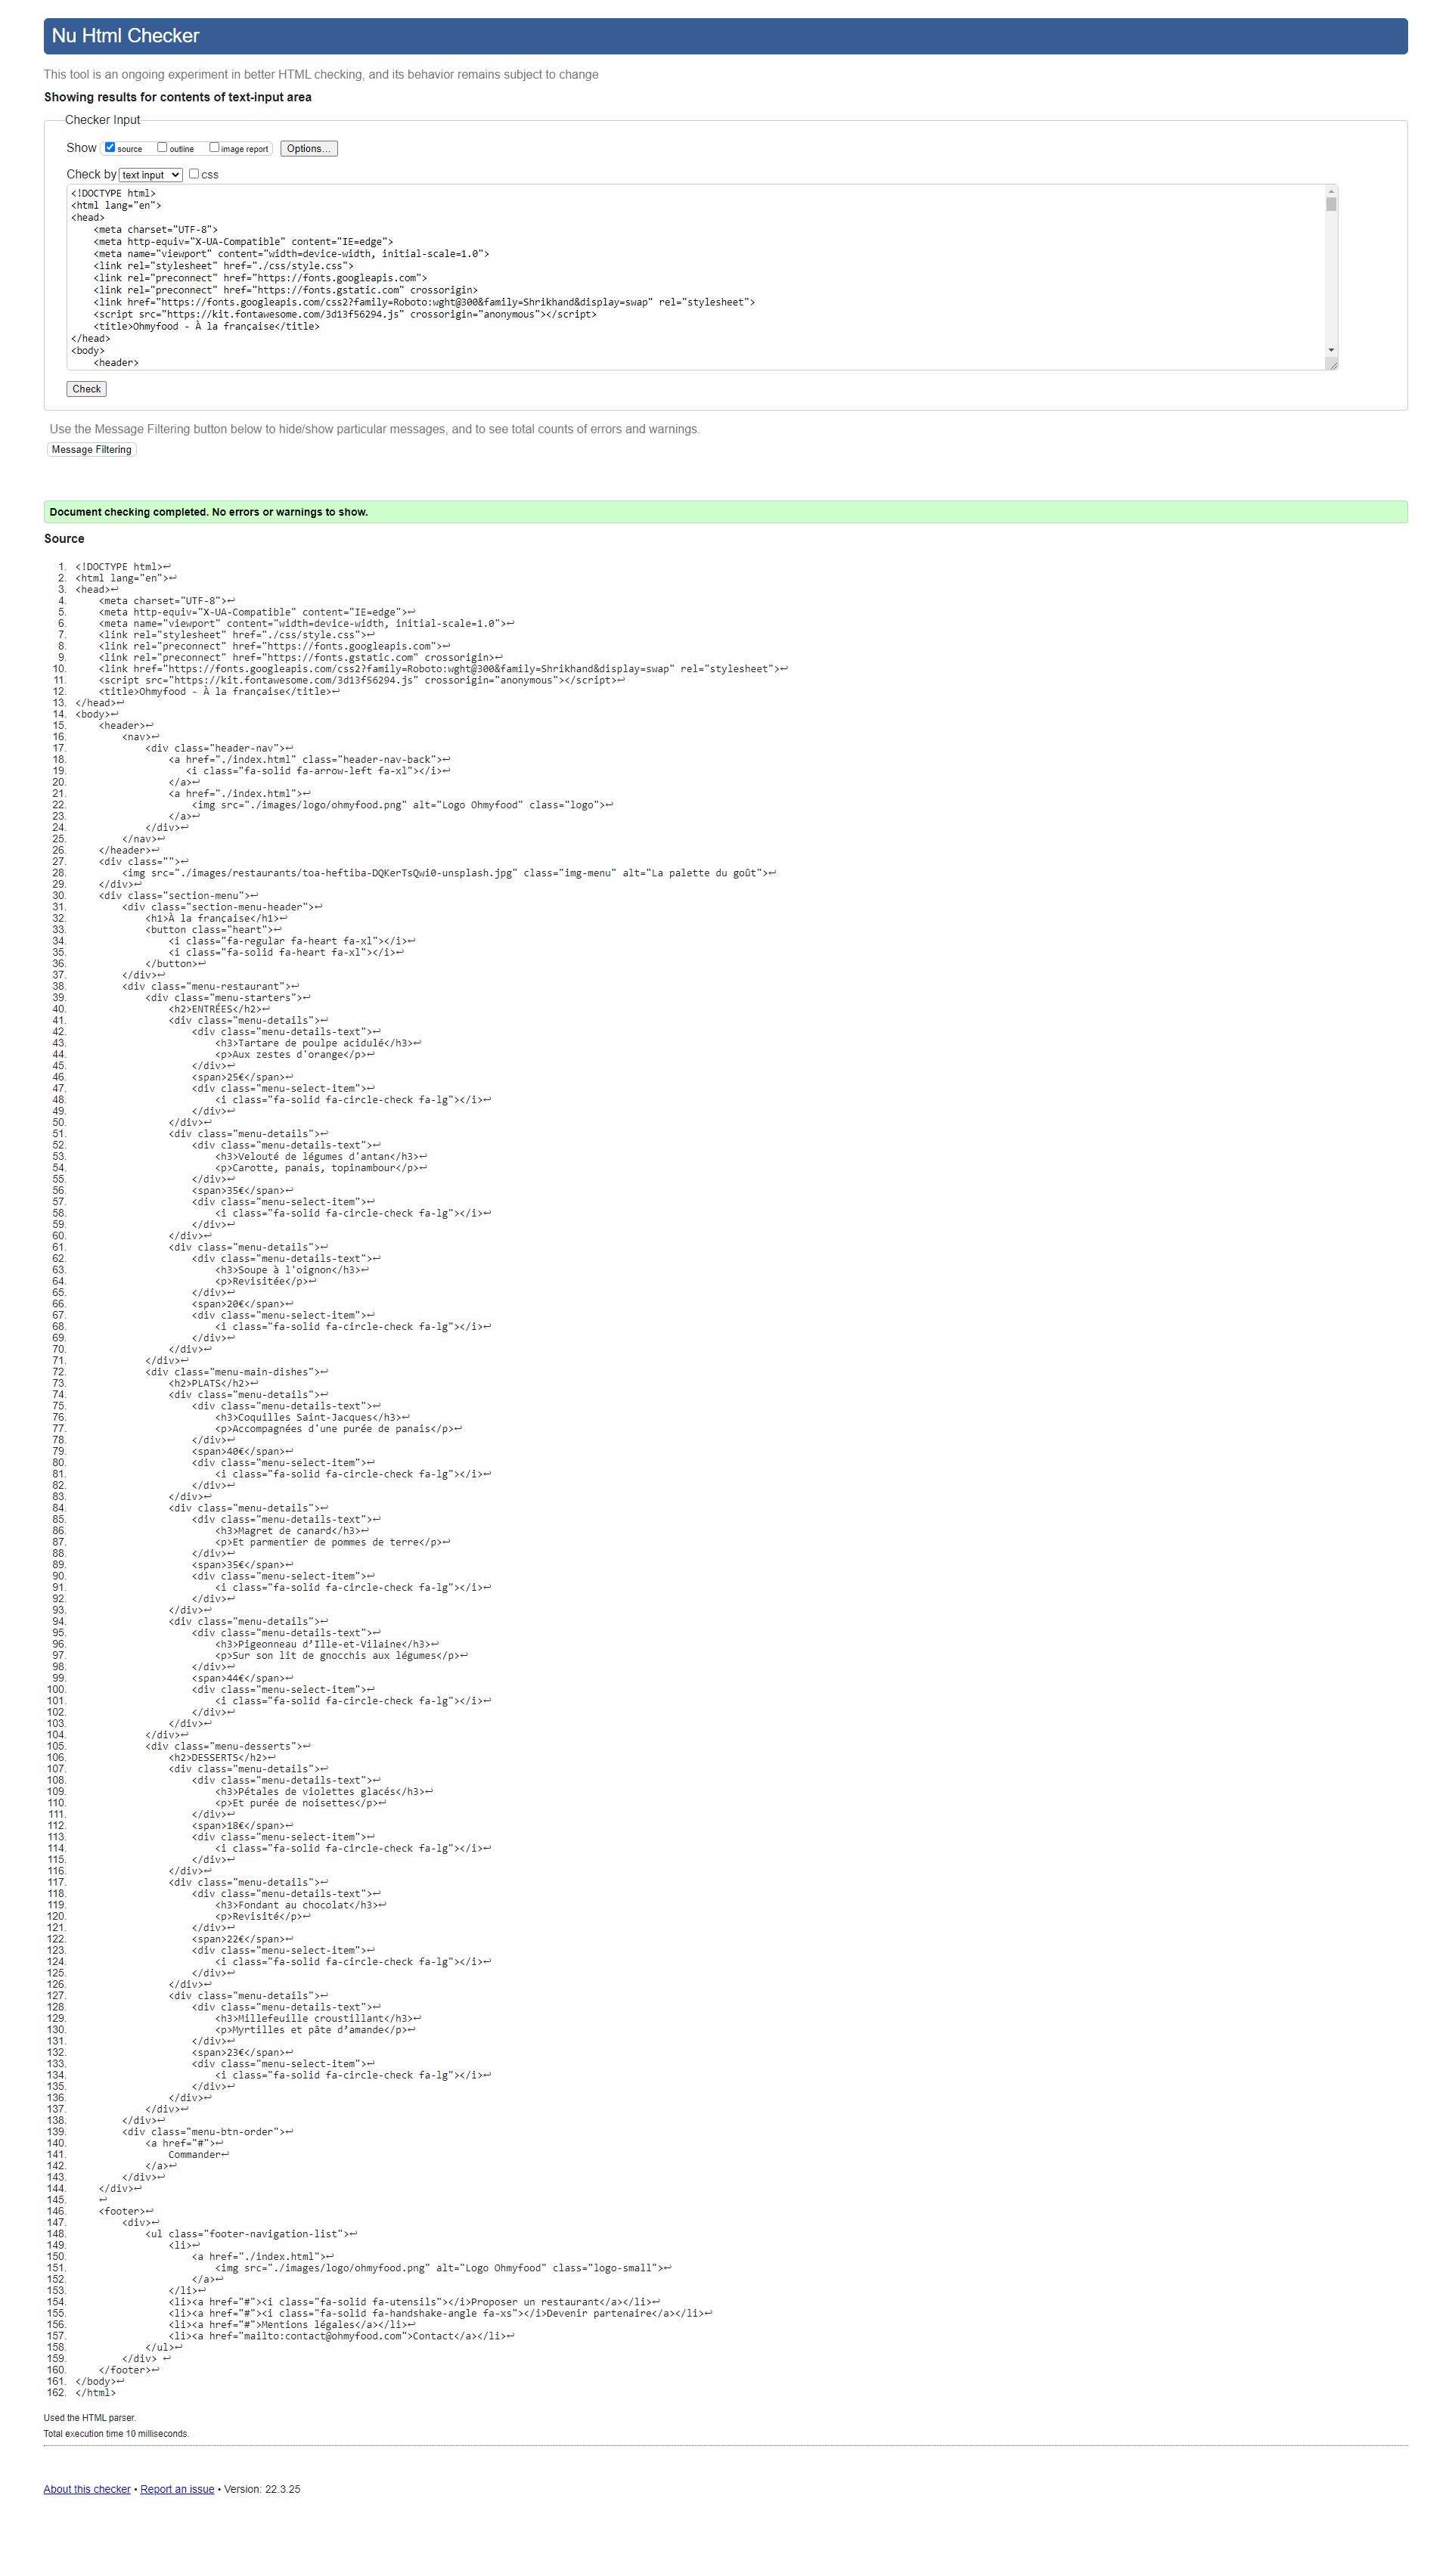 Nu Html Checker
This tool is an ongoing experiment in better HTML checking, and its behavior remains subject to change
Showing results for contents of text-input area
Checker Input
Show source outline image report Options...
Check by text input css
<!DOCTYPE html>
<html lang="en">
<head>
    <meta charset="UTF-8">
    <meta http-equiv="X-UA-Compatible" content="IE=edge">
    <meta name="viewport" content="width=device-width, initial-scale=1.0">
    <link rel="stylesheet" href="./css/style.css">
    <link rel="preconnect" href="https://fonts.googleapis.com">
    <link rel="preconnect" href="https://fonts.gstatic.com" crossorigin>
    <link href="https://fonts.googleapis.com/css2?family=Roboto:wght@300&family=Shrikhand&display=swap" rel="stylesheet">
    <script src="https://kit.fontawesome.com/3d13f56294.js" crossorigin="anonymous"></script>
    <title>Ohmyfood - À la française</title>
</head>
<body>
    <header>
Check
Use the Message Filtering button below to hide/show particular messages, and to see total counts of errors and warnings.
Message Filtering
Document checking completed. No errors or warnings to show.
Source
1. <!DOCTYPE html>↩
2. <html lang="en">↩
3. <head>↩
4.     <meta charset="UTF-8">↩
5.     <meta http-equiv="X-UA-Compatible" content="IE=edge">↩
6.     <meta name="viewport" content="width=device-width, initial-scale=1.0">↩
7.     <link rel="stylesheet" href="./css/style.css">↩
8.     <link rel="preconnect" href="https://fonts.googleapis.com">↩
9.     <link rel="preconnect" href="https://fonts.gstatic.com" crossorigin>↩
10.     <link href="https://fonts.googleapis.com/css2?family=Roboto:wght@300&family=Shrikhand&display=swap" rel="stylesheet">↩
11.     <script src="https://kit.fontawesome.com/3d13f56294.js" crossorigin="anonymous"></script>↩
12.     <title>Ohmyfood - À la française</title>↩
13. </head>↩
14. <body>↩
15.     <header>↩
16.         <nav>↩
17.             <div class="header-nav">↩
18.                 <a href="./index.html" class="header-nav-back">↩
19.                    <i class="fa-solid fa-arrow-left fa-xl"></i>↩
20.                 </a>↩
21.                 <a href="./index.html">↩
22.                     <img src="./images/logo/ohmyfood.png" alt="Logo Ohmyfood" class="logo">↩
23.                 </a>↩
24.             </div>↩
25.         </nav>↩
26.     </header>↩
27.     <div class="">↩
28.         <img src="./images/restaurants/toa-heftiba-DQKerTsQwi0-unsplash.jpg" class="img-menu" alt="La palette du goût">↩
29.     </div>↩
30.     <div class="section-menu">↩
31.         <div class="section-menu-header">↩
32.             <h1>À la française</h1>↩
33.             <button class="heart">↩
34.                 <i class="fa-regular fa-heart fa-xl"></i>↩
35.                 <i class="fa-solid fa-heart fa-xl"></i>↩
36.             </button>↩
37.         </div>↩
38.         <div class="menu-restaurant">↩
39.             <div class="menu-starters">↩
40.                 <h2>ENTRÉES</h2>↩
41.                 <div class="menu-details">↩
42.                     <div class="menu-details-text">↩
43.                         <h3>Tartare de poulpe acidulé</h3>↩
44.                         <p>Aux zestes d'orange</p>↩
45.                     </div>↩
46.                     <span>25€</span>↩
47.                     <div class="menu-select-item">↩
48.                         <i class="fa-solid fa-circle-check fa-lg"></i>↩
49.                     </div>↩
50.                 </div>↩
51.                 <div class="menu-details">↩
52.                     <div class="menu-details-text">↩
53.                         <h3>Velouté de légumes d'antan</h3>↩
54.                         <p>Carotte, panais, topinambour</p>↩
55.                     </div>↩
56.                     <span>35€</span>↩
57.                     <div class="menu-select-item">↩
58.                         <i class="fa-solid fa-circle-check fa-lg"></i>↩
59.                     </div>↩
60.                 </div>↩
61.                 <div class="menu-details">↩
62.                     <div class="menu-details-text">↩
63.                         <h3>Soupe à l'oignon</h3>↩
64.                         <p>Revisitée</p>↩
65.                     </div>↩
66.                     <span>20€</span>↩
67.                     <div class="menu-select-item">↩
68.                         <i class="fa-solid fa-circle-check fa-lg"></i>↩
69.                     </div>↩
70.                 </div>↩
71.             </div>↩
72.             <div class="menu-main-dishes">↩
73.                 <h2>PLATS</h2>↩
74.                 <div class="menu-details">↩
75.                     <div class="menu-details-text">↩
76.                         <h3>Coquilles Saint-Jacques</h3>↩
77.                         <p>Accompagnées d'une purée de panais</p>↩
78.                     </div>↩
79.                     <span>40€</span>↩
80.                     <div class="menu-select-item">↩
81.                         <i class="fa-solid fa-circle-check fa-lg"></i>↩
82.                     </div>↩
83.                 </div>↩
84.                 <div class="menu-details">↩
85.                     <div class="menu-details-text">↩
86.                         <h3>Magret de canard</h3>↩
87.                         <p>Et parmentier de pommes de terre</p>↩
88.                     </div>↩
89.                     <span>35€</span>↩
90.                     <div class="menu-select-item">↩
91.                         <i class="fa-solid fa-circle-check fa-lg"></i>↩
92.                     </div>↩
93.                 </div>↩
94.                 <div class="menu-details">↩
95.                     <div class="menu-details-text">↩
96.                         <h3>Pigeonneau d’Ille-et-Vilaine</h3>↩
97.                         <p>Sur son lit de gnocchis aux légumes</p>↩
98.                     </div>↩
99.                     <span>44€</span>↩
100.                     <div class="menu-select-item">↩
101.                         <i class="fa-solid fa-circle-check fa-lg"></i>↩
102.                     </div>↩
103.                 </div>↩
104.             </div>↩
105.             <div class="menu-desserts">↩
106.                 <h2>DESSERTS</h2>↩
107.                 <div class="menu-details">↩
108.                     <div class="menu-details-text">↩
109.                         <h3>Pétales de violettes glacés</h3>↩
110.                         <p>Et purée de noisettes</p>↩
111.                     </div>↩
112.                     <span>18€</span>↩
113.                     <div class="menu-select-item">↩
114.                         <i class="fa-solid fa-circle-check fa-lg"></i>↩
115.                     </div>↩
116.                 </div>↩
117.                 <div class="menu-details">↩
118.                     <div class="menu-details-text">↩
119.                         <h3>Fondant au chocolat</h3>↩
120.                         <p>Revisité</p>↩
121.                     </div>↩
122.                     <span>22€</span>↩
123.                     <div class="menu-select-item">↩
124.                         <i class="fa-solid fa-circle-check fa-lg"></i>↩
125.                     </div>↩
126.                 </div>↩
127.                 <div class="menu-details">↩
128.                     <div class="menu-details-text">↩
129.                         <h3>Millefeuille croustillant</h3>↩
130.                         <p>Myrtilles et pâte d’amande</p>↩
131.                     </div>↩
132.                     <span>23€</span>↩
133.                     <div class="menu-select-item">↩
134.                         <i class="fa-solid fa-circle-check fa-lg"></i>↩
135.                     </div>↩
136.                 </div>↩
137.             </div>↩
138.         </div>↩
139.         <div class="menu-btn-order">↩
140.             <a href="#">↩
141.                 Commander↩
142.             </a>↩
143.         </div>↩
144.     </div>↩
145.     ↩
146.     <footer>↩
147.         <div>↩
148.             <ul class="footer-navigation-list">↩
149.                 <li>↩
150.                     <a href="./index.html">↩
151.                         <img src="./images/logo/ohmyfood.png" alt="Logo Ohmyfood" class="logo-small">↩
152.                     </a>↩
153.                 </li>↩
154.                 <li><a href="#"><i class="fa-solid fa-utensils"></i>Proposer un restaurant</a></li>↩
155.                 <li><a href="#"><i class="fa-solid fa-handshake-angle fa-xs"></i>Devenir partenaire</a></li>↩
156.                 <li><a href="#">Mentions légales</a></li>↩
157.                 <li><a href="mailto:contact@ohmyfood.com">Contact</a></li>↩
158.             </ul>↩
159.         </div> ↩
160.     </footer>↩
161. </body>↩
162. </html>
Used the HTML parser.
Total execution time 10 milliseconds.
About this checker • Report an issue • Version: 22.3.25